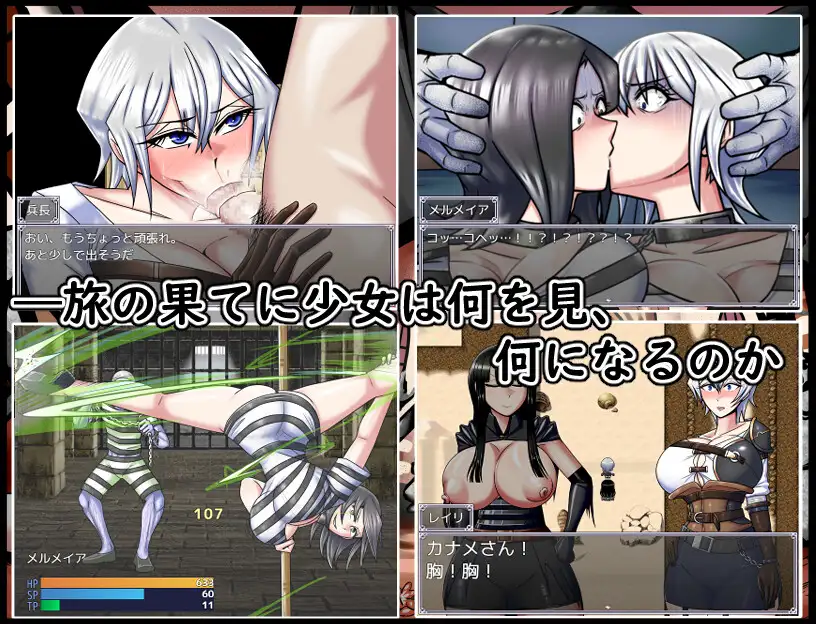 兵長
おい、もうちょっと頑張れ。
あと少しで出そうだ
メルメイア
コッ…コヘッ…！！？！？！？？！？
―旅の果てに少女は何を見、
何になるのか
107
メルメイア
HP 633
SP 60
TP 11
レイリ
カナメさん！
胸！胸！